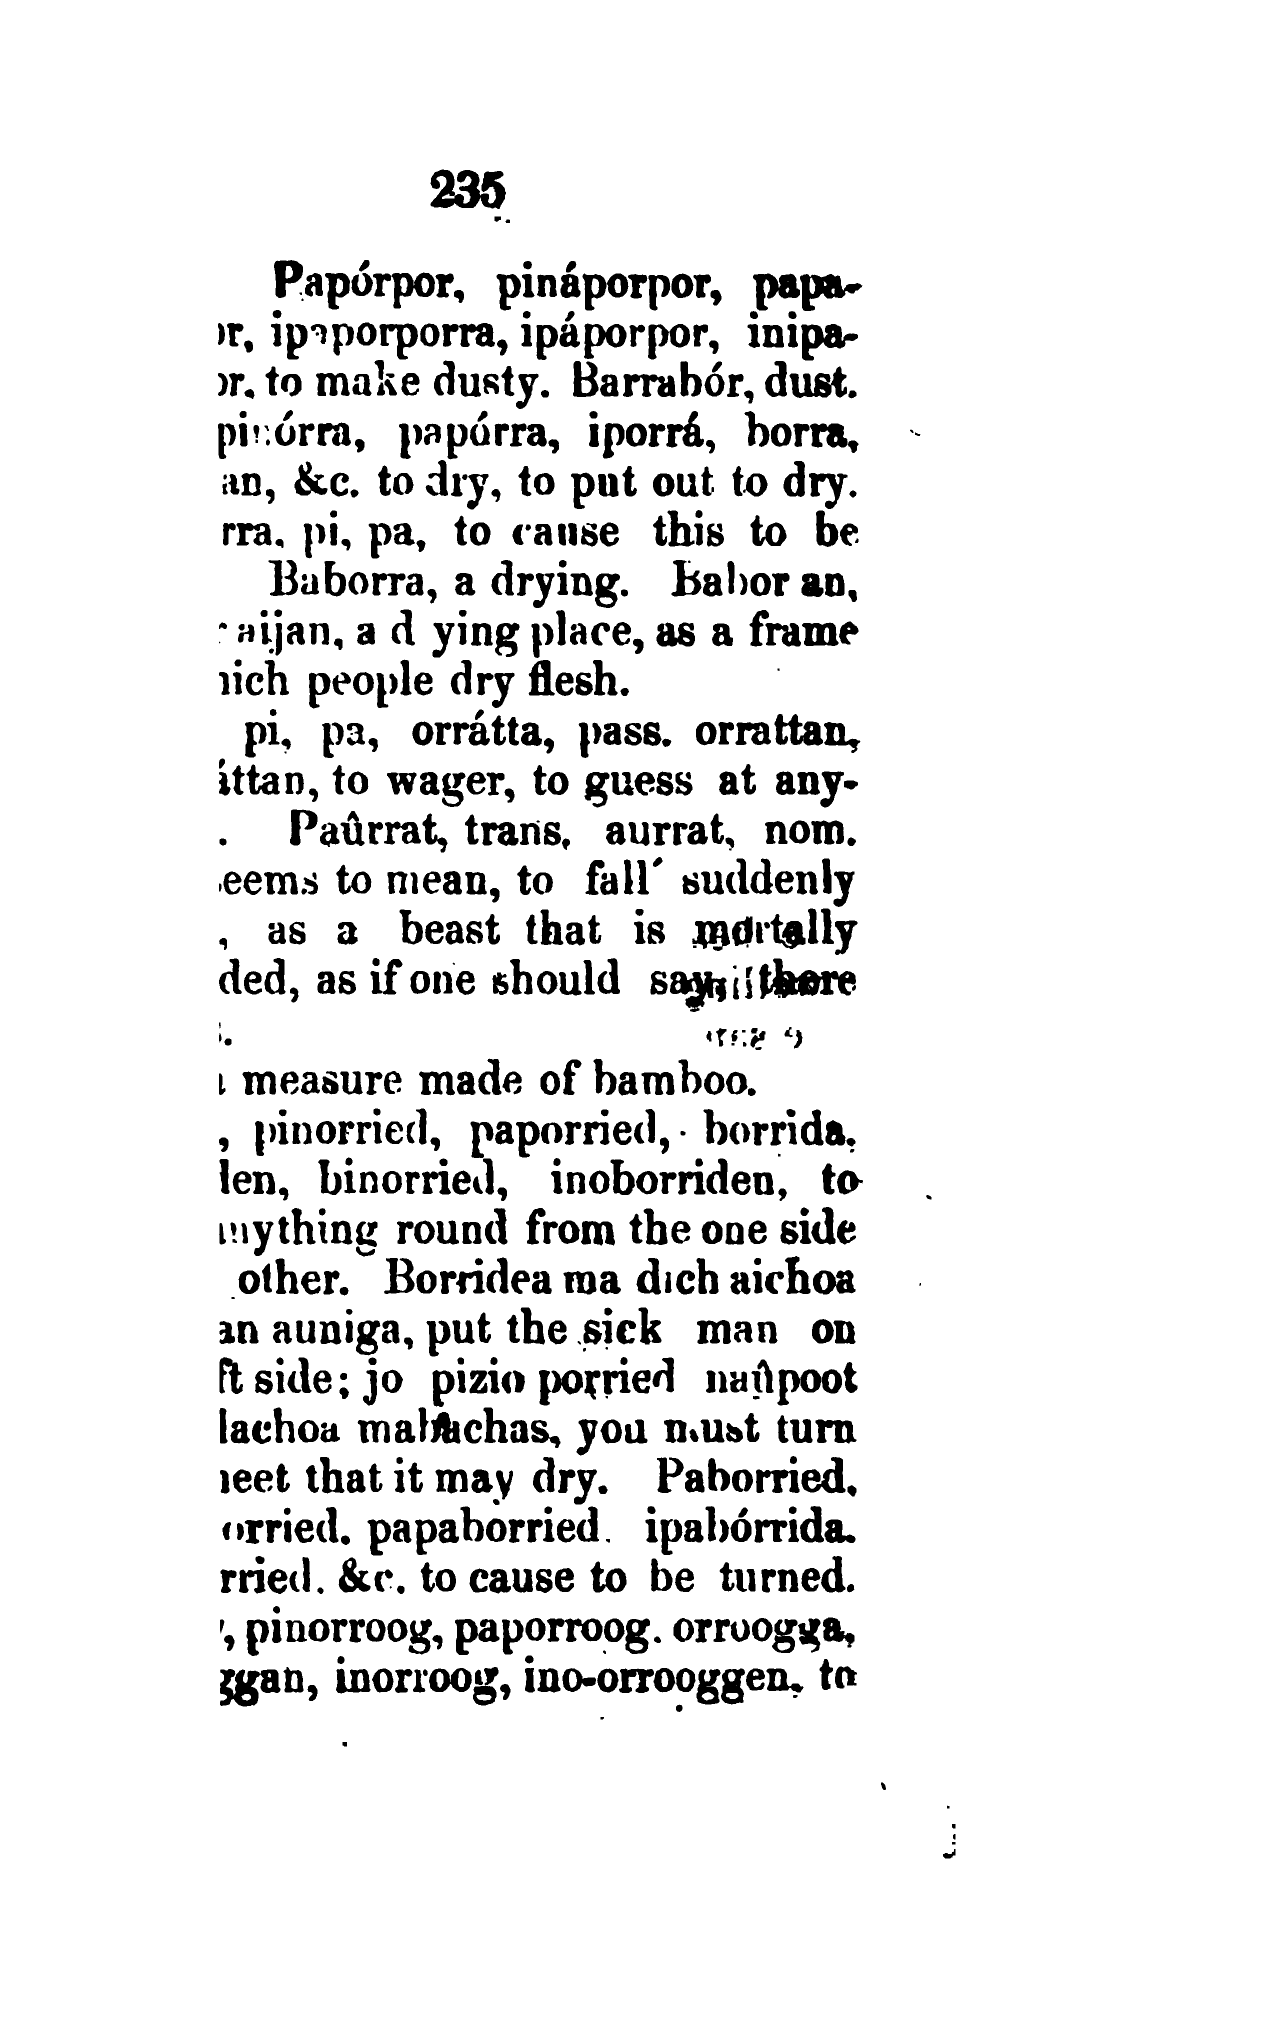 235
Papórpor, pináporpor, papa-
r, ipaporporra, ipáporpor, inipa-
r. to make dusty. Barrabór, dust.
pinórra, papórra, iporrá, borra,
an, &c. to dry, to put out to dry.
rra. pi, pa, to cause this to be
Baborra, a drying. Babor an,
aijan, a d ying place, as a frame
ich people dry flesh.
pi, pa, orrátta, pass. orrattan,
áttan, to wager, to guess at any-
. Paûrrat, trans. aurrat, nom.
eems to mean, to fall suddenly
, as a beast that is mortally
ded, as if one should say, there
.
measure made of bamboo.
, pinorried, paporried, borrida.
len, binorried, inoborriden, to
nything round from the one side
other. Borridea ma dich aichoa
an auniga, put the sick man on
ft side; jo pizio porried naûpoot
lachoa machas, you must turn
eet that it may dry. Paborried,
orried. papaborried. ipabórrida.
rried. &c. to cause to be turned.
, pinorroog, paporroog. orroogga,
ggan, inorroog, ino-orrooggen. to